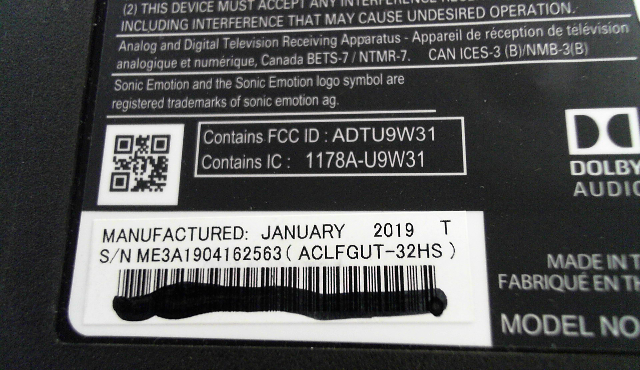 (2) THIS DEVICE MUST ACCEPT ANY INTERFERENCE
INCLUDING INTERFERENCE THAT MAY CAUSE UNDESIRED OPERATION.
Analog and Digital Television Receiving Apparatus - Appareil de réception de télévision
analogique et numérique, Canada BETS-7 / NTMR-7. CAN ICES-3 (B)/NMB-3(B)
Sonic Emotion and the Sonic Emotion logo symbol are
registered trademarks of sonic emotion ag.
Contains FCC ID : ADTU9W31
Contains IC : 1178A-U9W31
DOLBY
AUDIO
MANUFACTURED: JANUARY 2019 T
S/N ME3A1904162563 ( ACLFGUT-32HS )
MADE IN
FABRIQUÉ EN
MODEL NO